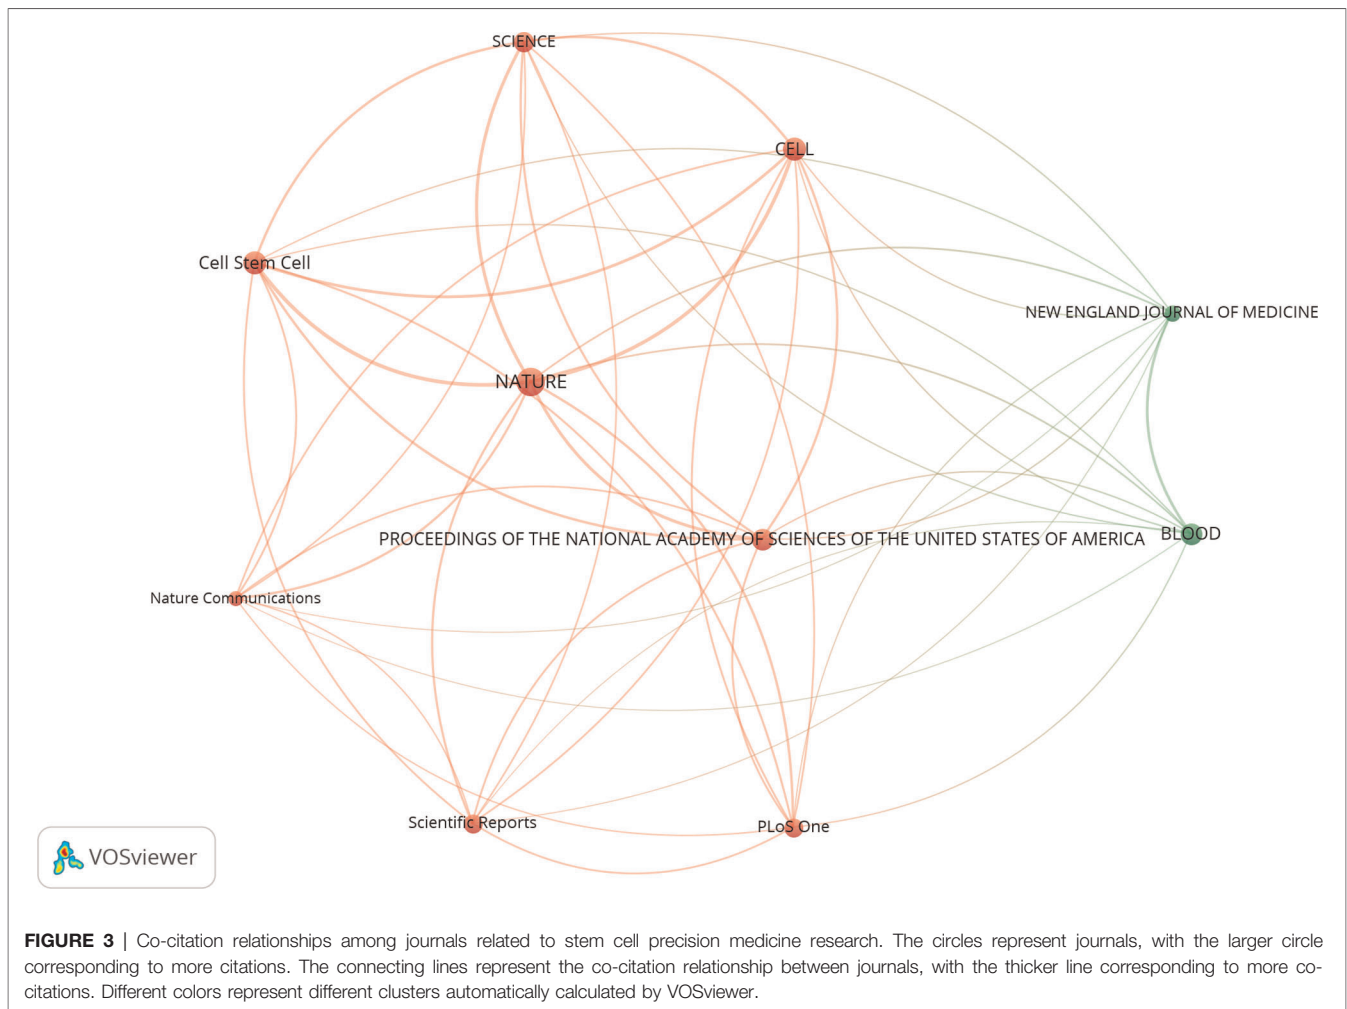 SCIENCE
CELL
Cell Stem Cell
NEW ENGLAND JOURNAL OF MEDICINE
NATURE
PROCEEDINGS OF THE NATIONAL ACADEMY OF SCIENCES OF THE UNITED STATES OF AMERICA
BLOOD
Nature Communications
Scientific Reports
PLoS One
VOSviewer
FIGURE 3 | Co-citation relationships among journals related to stem cell precision medicine research. The circles represent journals, with the larger circle
corresponding to more citations. The connecting lines represent the co-citation relationship between journals, with the thicker line corresponding to more co-
citations. Different colors represent different clusters automatically calculated by VOSviewer.